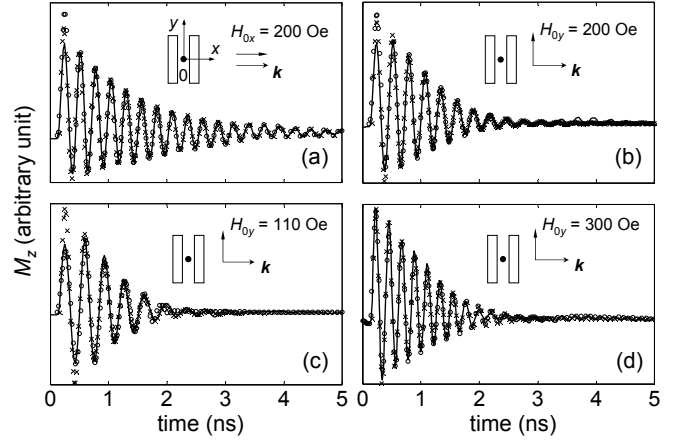 y
x
0
H0x = 200 Oe
k
(a)
H0y = 200 Oe
k
(b)
Mz (arbitrary unit)
H0y = 110 Oe
k
(c)
H0y = 300 Oe
k
(d)
0 1 2 3 4 5
0 1 2 3 4 5
time (ns)
time (ns)